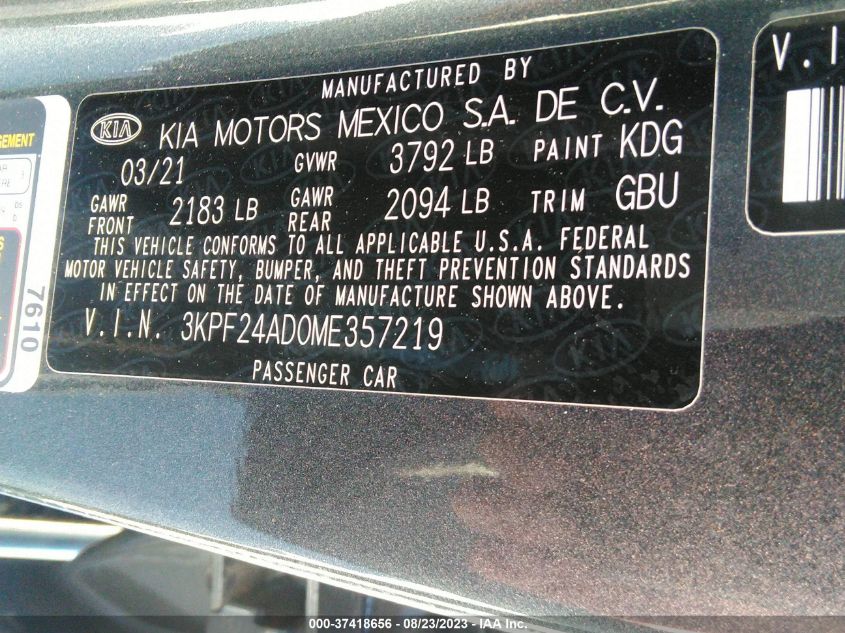 MANUFACTURED BY
KIA KIA MOTORS MEXICO S.A. DE C.V.
03/21 GVWR 3792 LB PAINT KDG
GAWR FRONT 2183 LB GAWR REAR 2094 LB TRIM GBU
THIS VEHICLE CONFORMS TO ALL APPLICABLE U.S.A. FEDERAL
MOTOR VEHICLE SAFETY, BUMPER, AND THEFT PREVENTION STANDARDS
IN EFFECT ON THE DATE OF MANUFACTURE SHOWN ABOVE.
V.I.N. 3KPF24AD0ME357219
PASSENGER CAR
7610
V.I
000-37418656 - 08/23/2023 - IAA Inc.